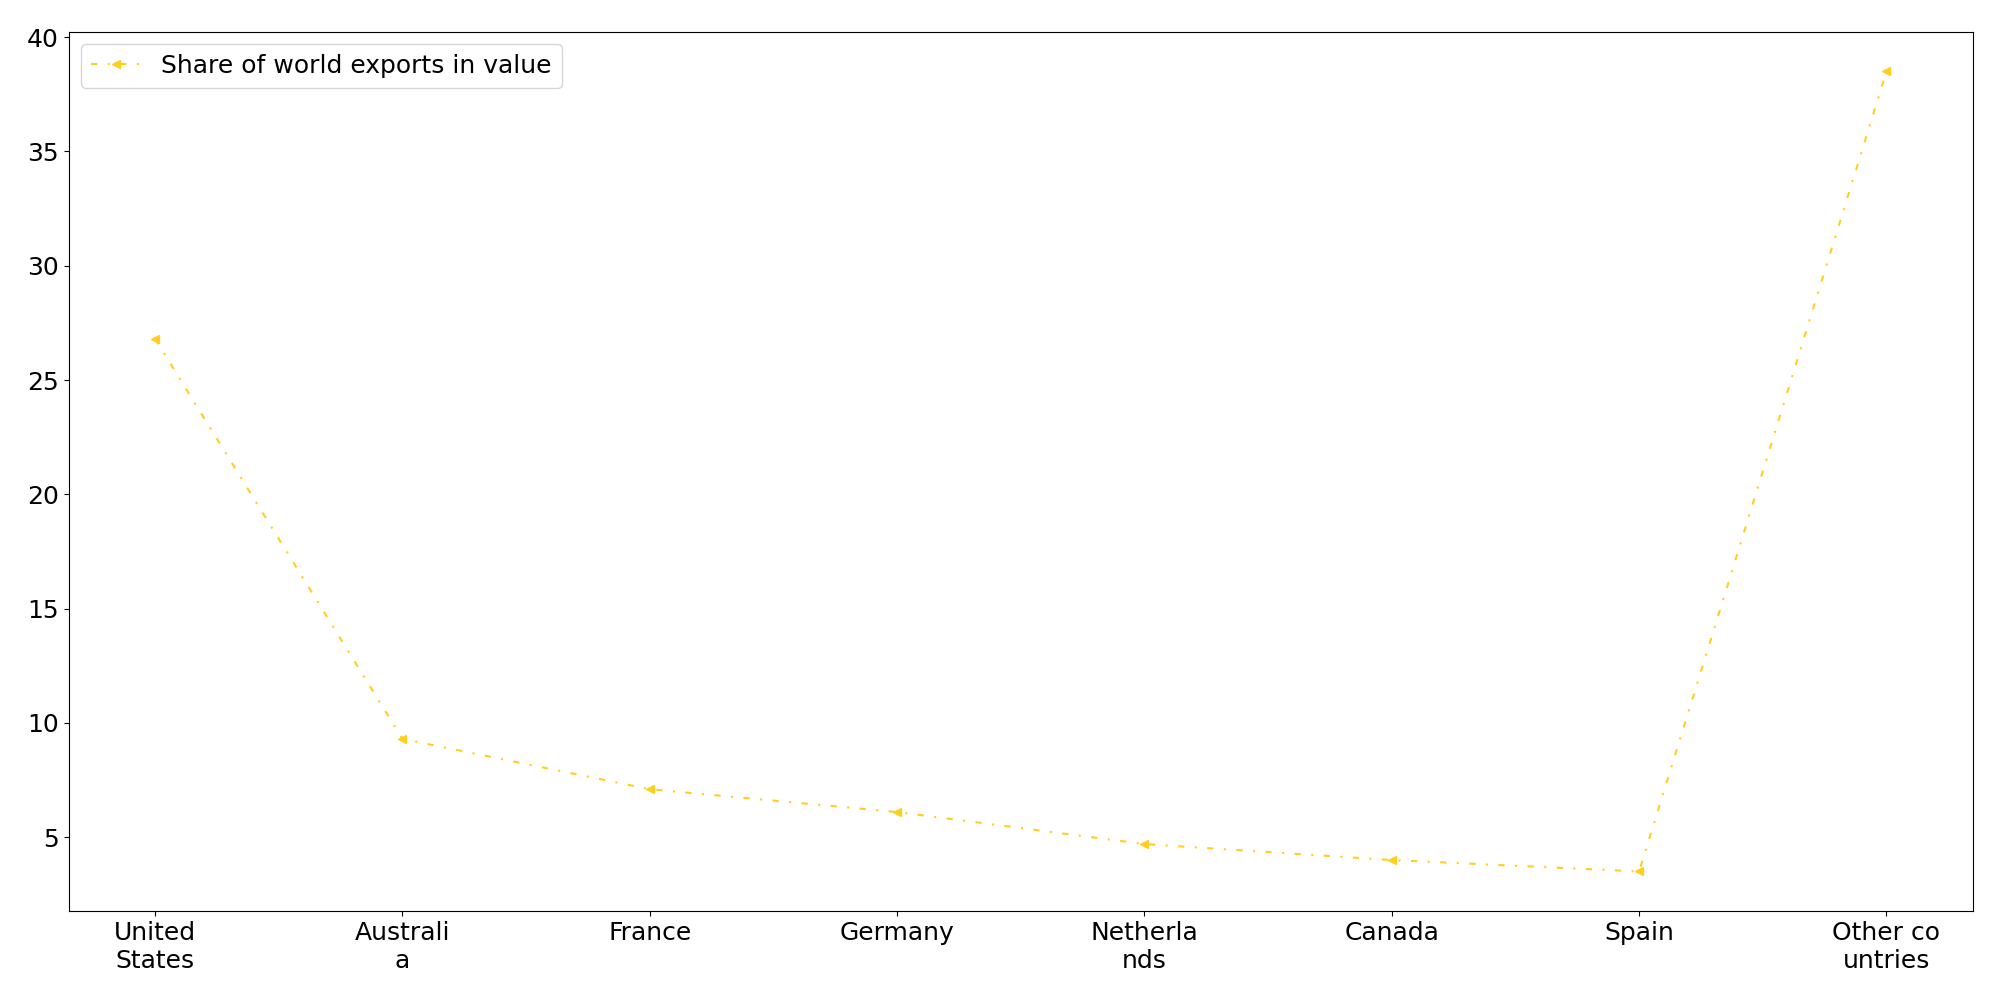 40
Share of world exports in value
35
30
25
20
15
10
5
United
States
Australi
a
France
Germany
Netherla
nds
Canada
Spain
Other co
untries